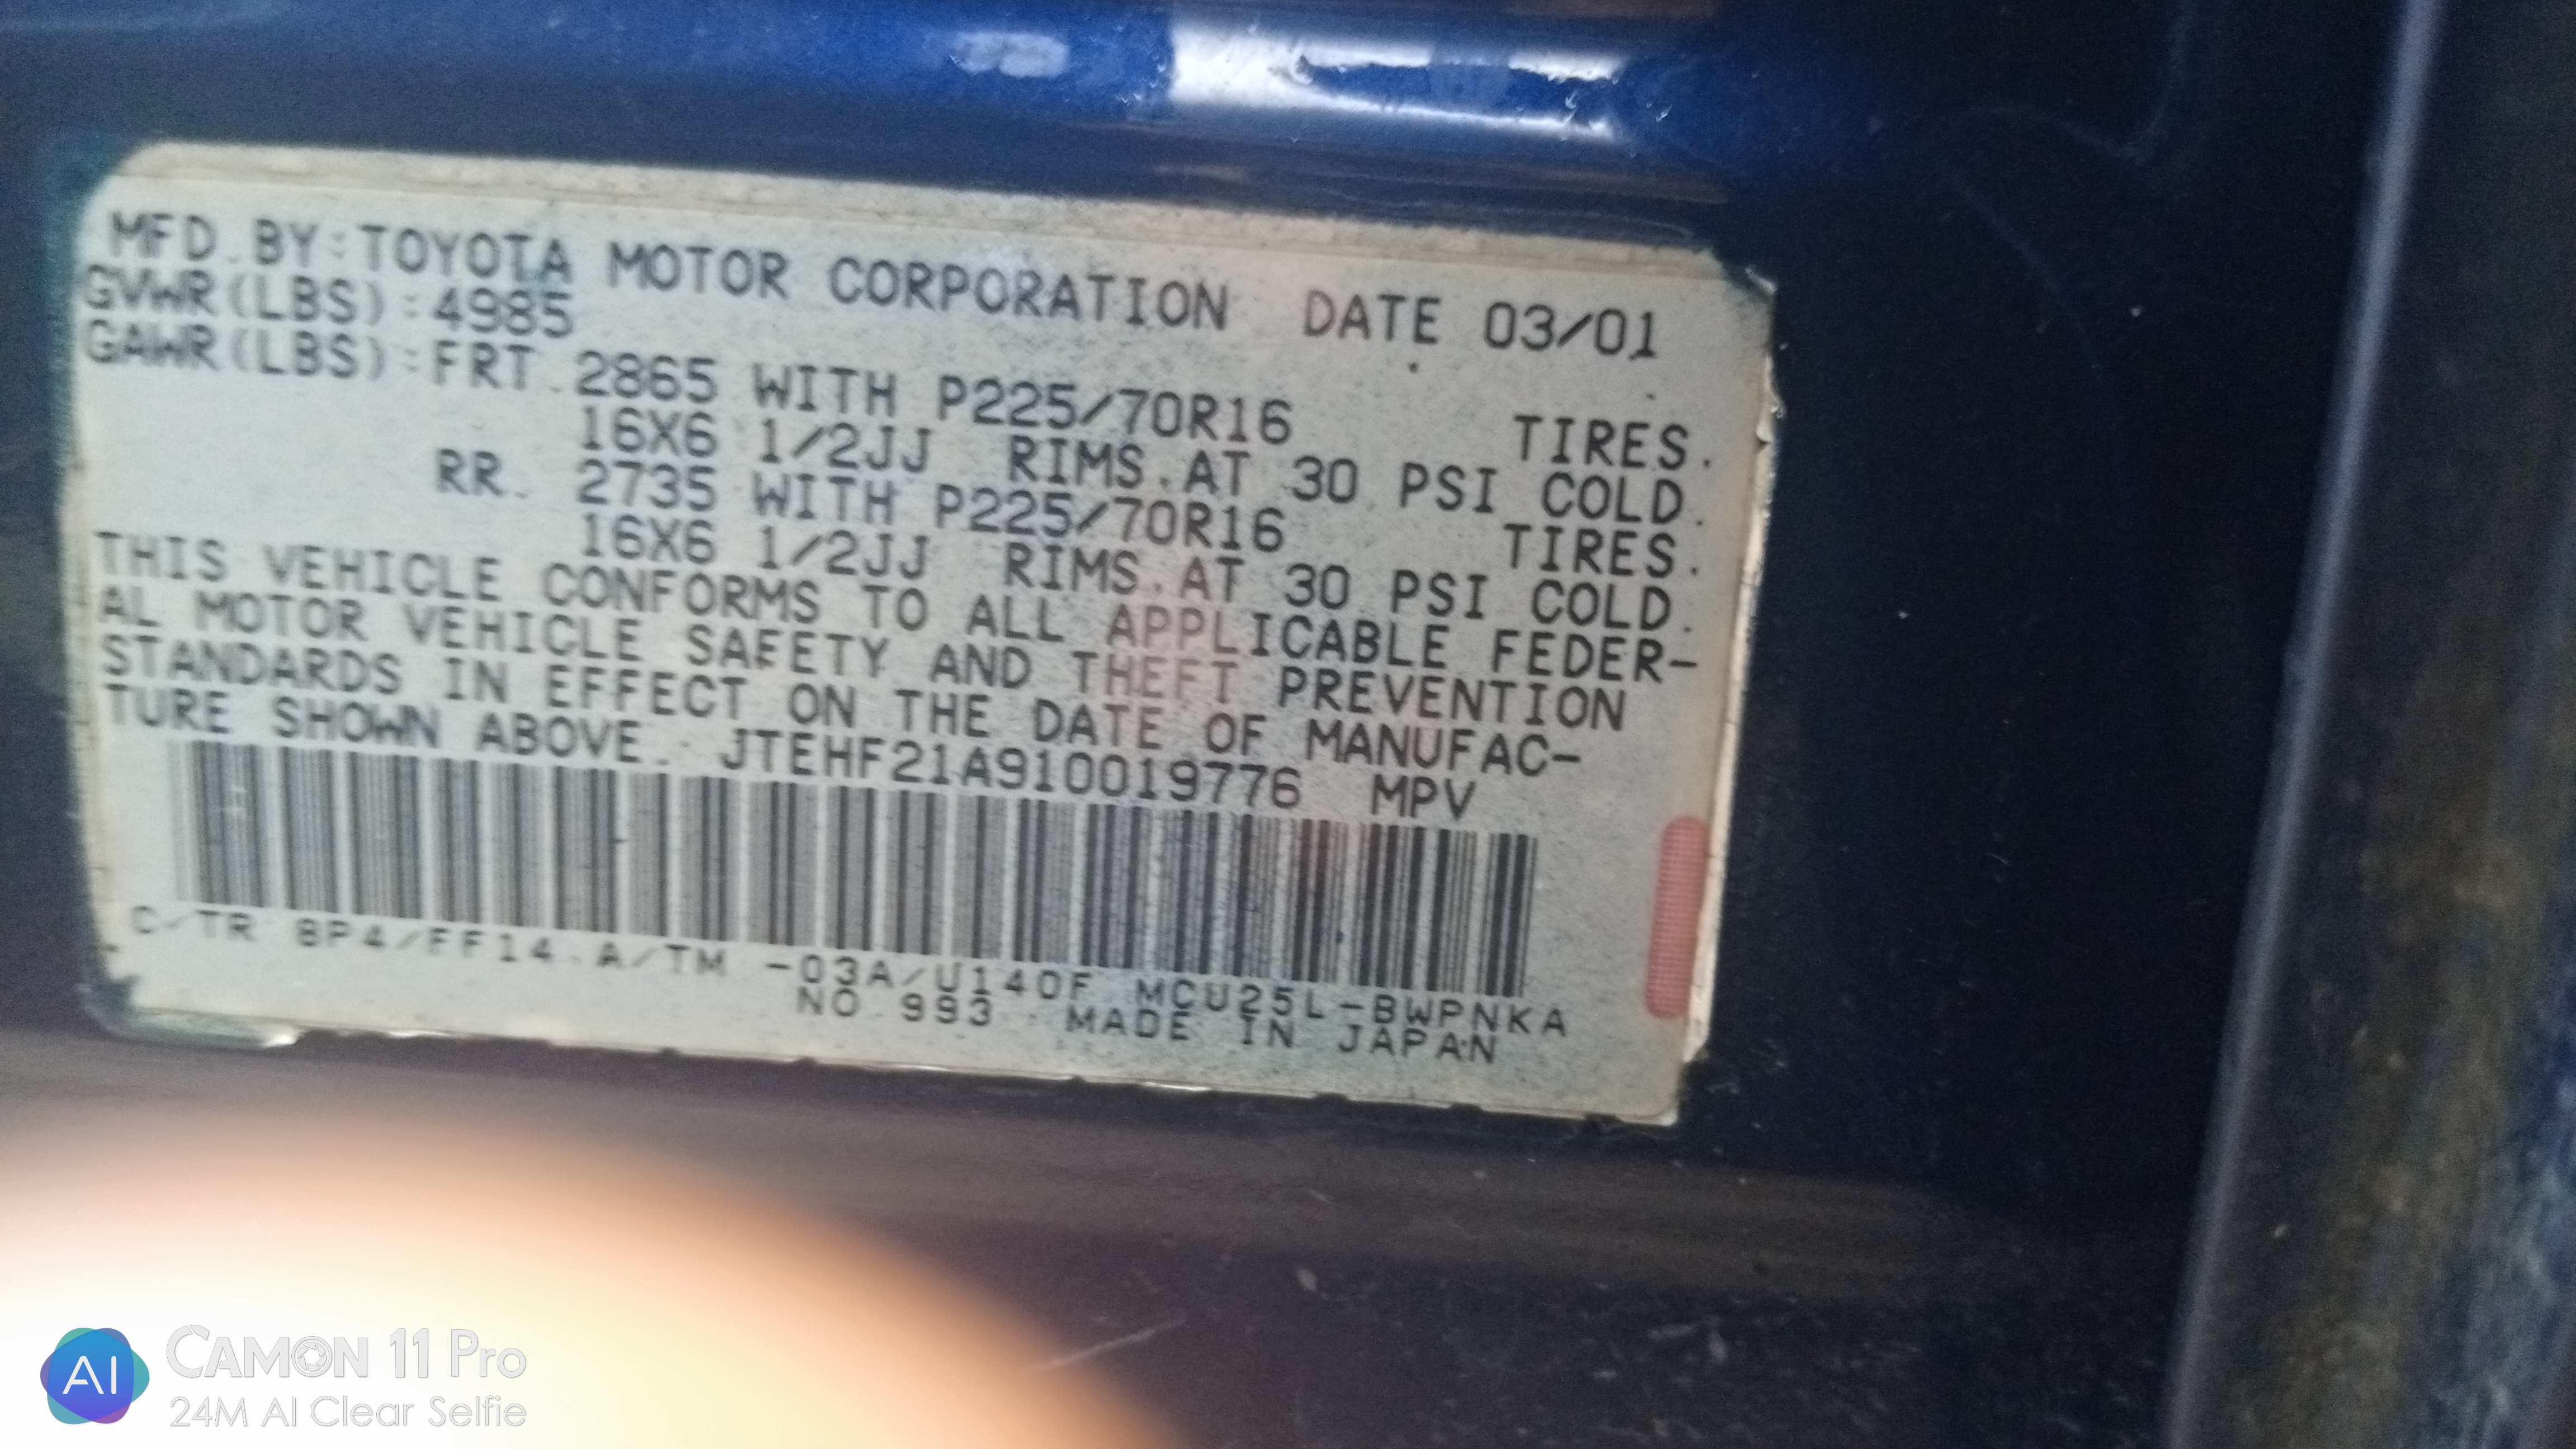 MFD.BY:TOYOTA MOTOR CORPORATION DATE 03/01
GVWR(LBS):4985
GAWR(LBS):FRT. 2865 WITH P225/70R16 TIRES.
16X6 1/2JJ RIMS.AT 30 PSI COLD.
RR. 2735 WITH P225/70R16 TIRES.
16X6 1/2JJ RIMS.AT 30 PSI COLD.
THIS VEHICLE CONFORMS TO ALL APPLICABLE FEDER-
AL MOTOR VEHICLE SAFETY AND THEFT PREVENTION
STANDARDS IN EFFECT ON THE DATE OF MANUFAC-
TURE SHOWN ABOVE. JTEHF21A910019776 MPV
C/TR 8P4/FF14 A/TM -03A/U140F MCU25L-BWPNKA
NO 993 MADE IN JAPAN
AI CAMON 11 Pro
24M AI Clear Selfie